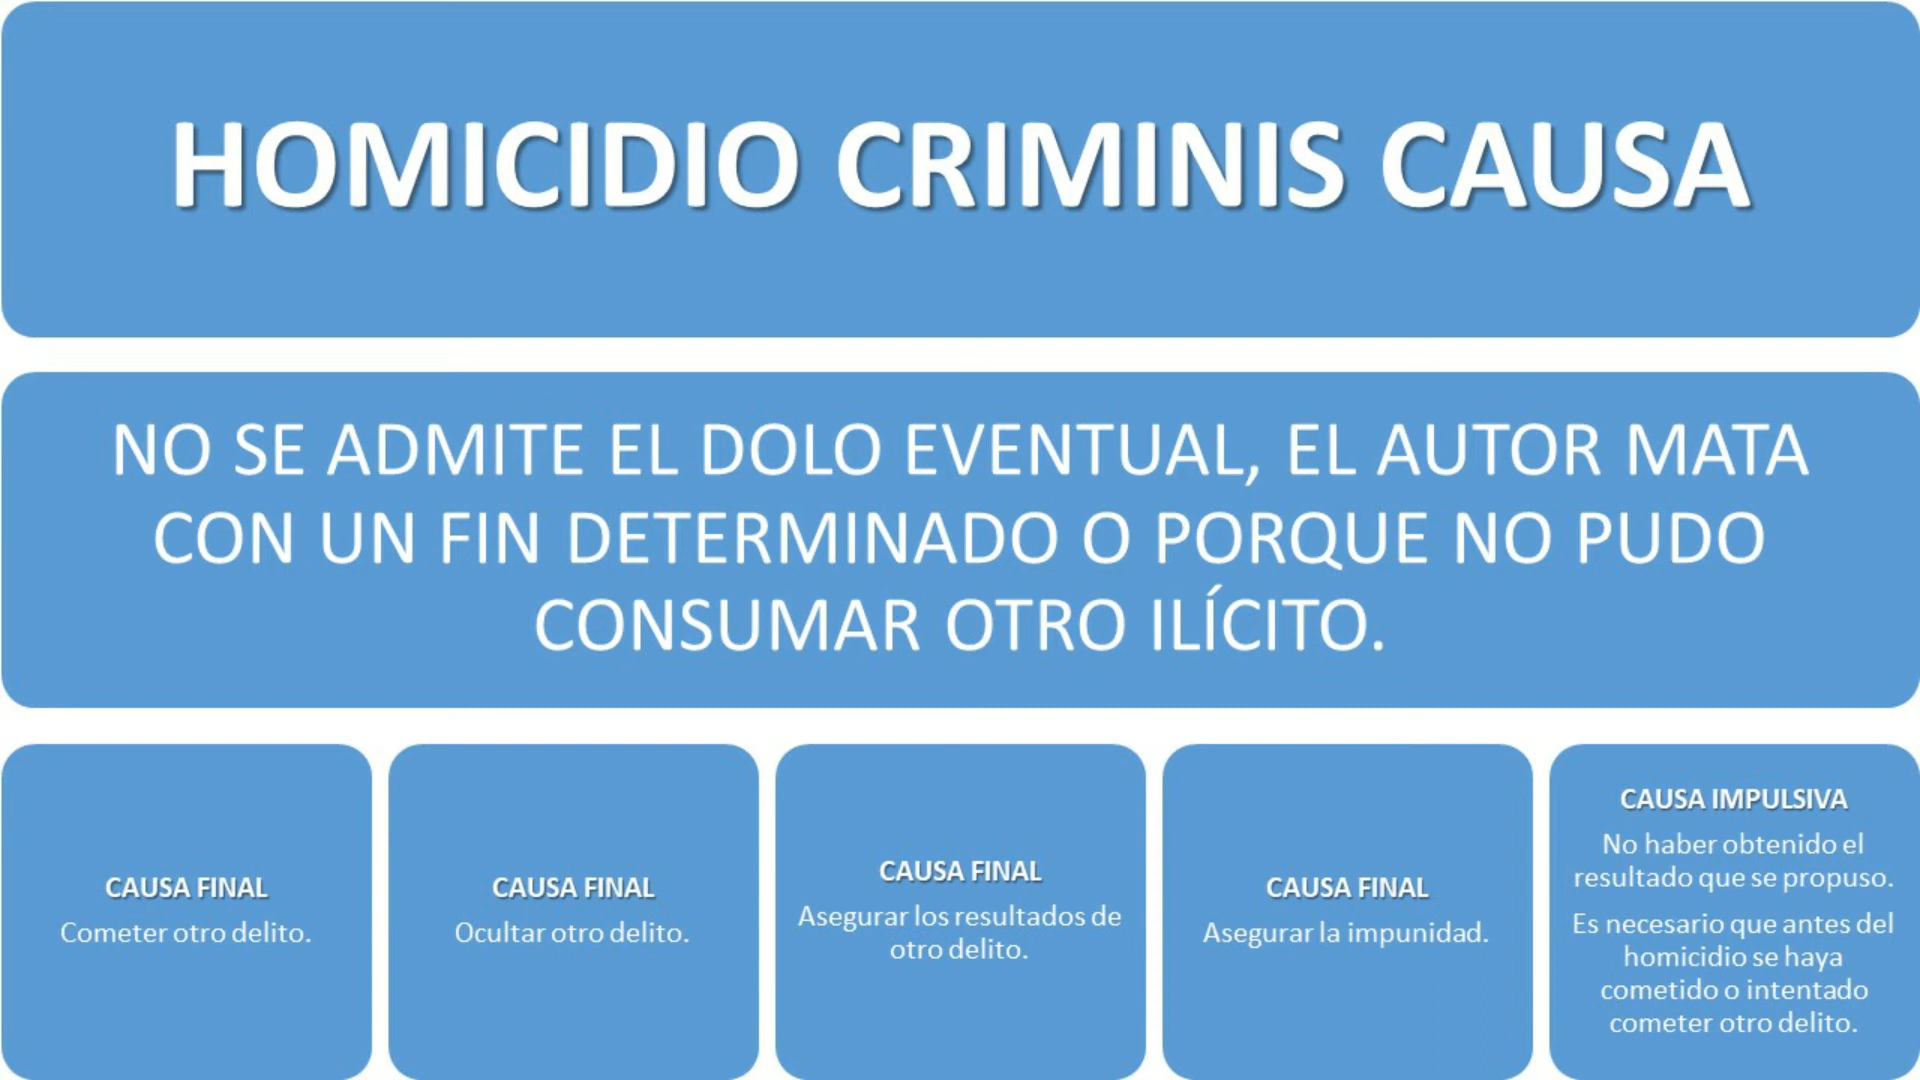 HOMICIDIO CRIMINIS CAUSA
NO SE ADMITE EL DOLO EVENTUAL, EL AUTOR MATA
CON UN FIN DETERMINADO O PORQUE NO PUDO
CONSUMAR OTRO ILÍCITO.
CAUSA FINAL
Cometer otro delito.
CAUSA FINAL
Ocultar otro delito.
CAUSA FINAL
Asegurar los resultados de
otro delito.
CAUSA FINAL
Asegurar la impunidad.
CAUSA IMPULSIVA
No haber obtenido el
resultado que se propuso.
Es necesario que antes del
homicidio se haya
cometido o intentado
cometer otro delito.